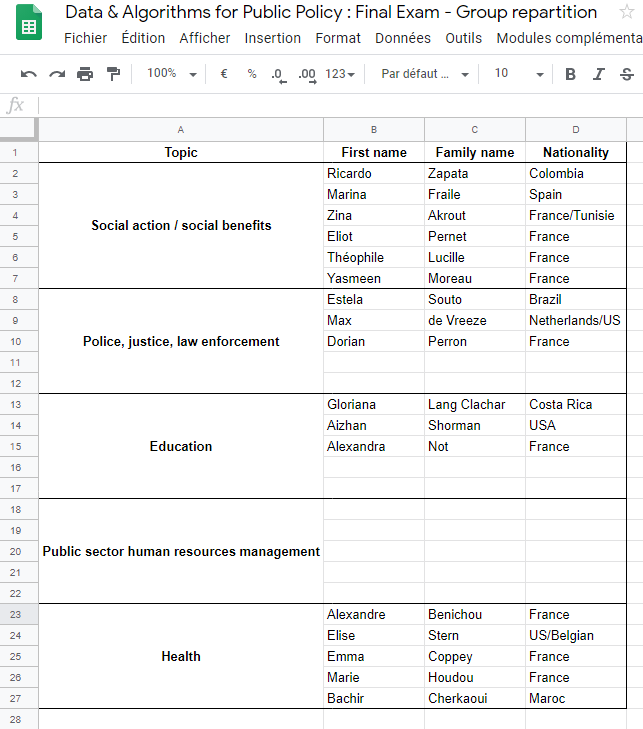 Data & Algorithms for Public Policy : Final Exam - Group repartition
Fichier Édition Afficher Insertion Format Données Outils Modules complémenta
100% € % .0 .00 123 Par défaut ... 10 B I S
fx
A B C D
1 Topic First name Family name Nationality
2 Ricardo Zapata Colombia
3 Marina Fraile Spain
4 Zina Akrout France/Tunisie
Social action / social benefits
5 Eliot Pernet France
6 Théophile Lucille France
7 Yasmeen Moreau France
8 Estela Souto Brazil
9 Max de Vreeze Netherlands/US
10 Police, justice, law enforcement Dorian Perron France
11
12
13 Gloriana Lang Clachar Costa Rica
14 Aizhan Shorman USA
15 Education Alexandra Not France
16
17
18
19
20 Public sector human resources management
21
22
23 Alexandre Benichou France
24 Elise Stern US/Belgian
25 Health Emma Coppey France
26 Marie Houdou France
27 Bachir Cherkaoui Maroc
28